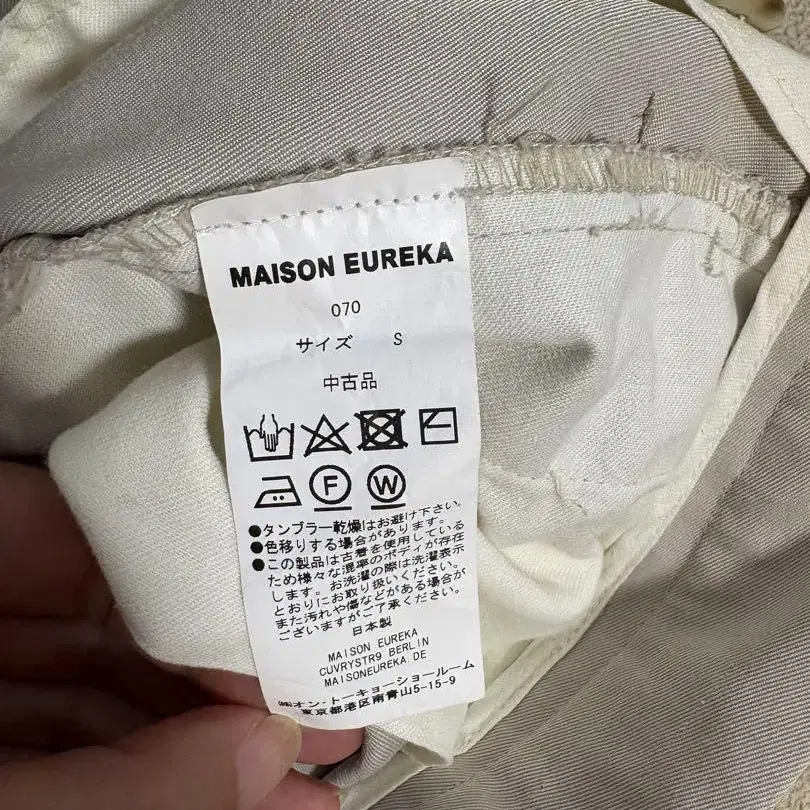 MAISON EUREKA
070
サイズ S
中古品
F W
●タンブラー乾燥はお避け下さい。
●色移りする場合があります。
●この製品は古着を使用している
ため様々な混率のボディが存在
します。お洗濯の際は洗濯表示
とおりにお取り扱いください。
また汚れや傷などがある場合が
ございますがご了承ください。
日本製
MAISON EUREKA
CUVRYSTR9 BERLIN
MAISONEUREKA.DE
㈱オン・トーキョーショールーム
東京都港区南青山5-15-9